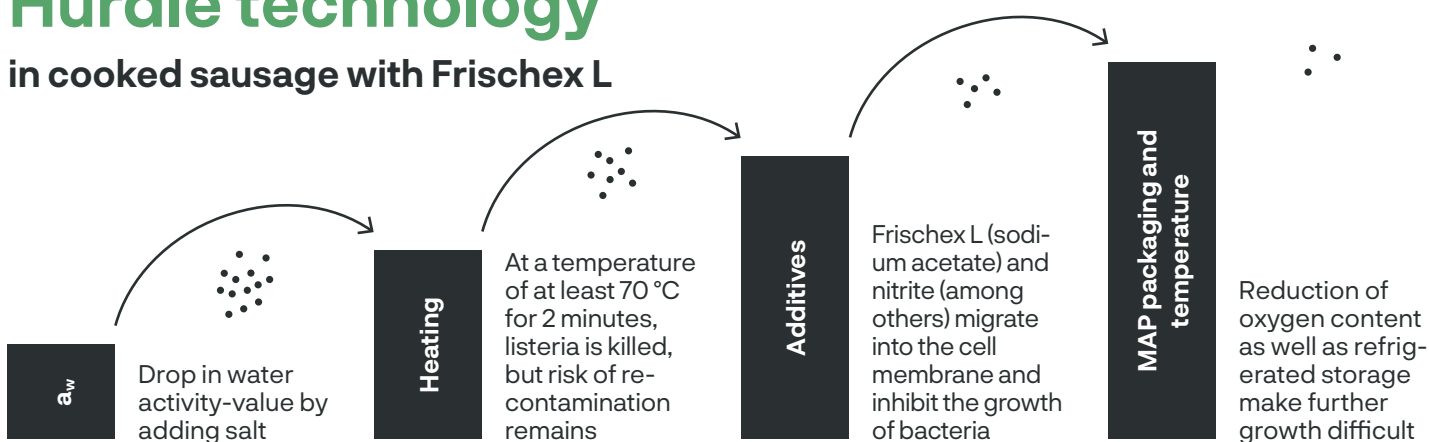 Hurdle technology
in cooked sausage with Frischex L
a_w
Drop in water
activity-value by
adding salt
Heating
At a temperature
of at least 70 °C
for 2 minutes,
listeria is killed,
but risk of re-
contamination
remains
Additives
Frischex L (sodi-
um acetate) and
nitrite (among
others) migrate
into the cell
membrane and
inhibit the growth
of bacteria
MAP packaging and
temperature
Reduction of
oxygen content
as well as refrig-
erated storage
make further
growth difficult